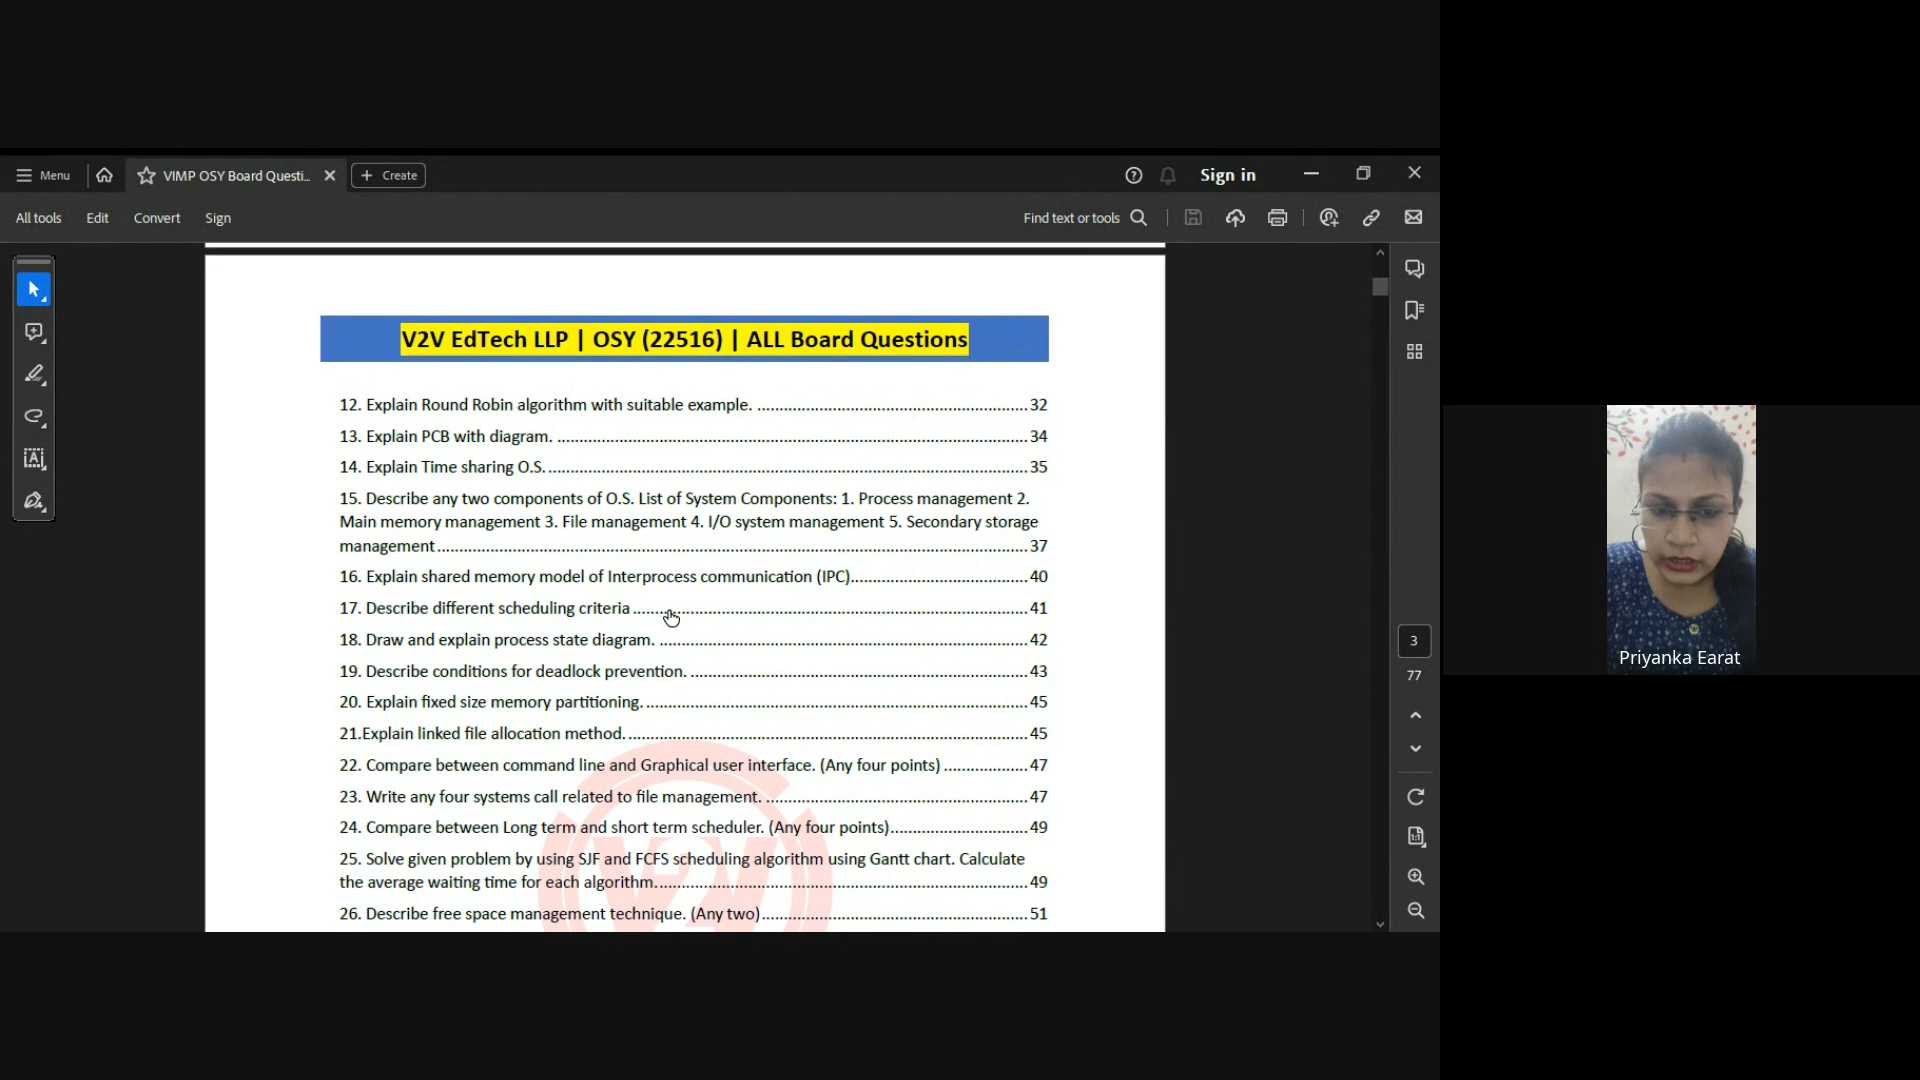 Menu
VIMP OSY Board Questi...
Create
Sign in
All tools
Edit
Convert
Sign
Find text or tools
V2V EdTech LLP | OSY (22516) | ALL Board Questions
12. Explain Round Robin algorithm with suitable example. ............................................................ 32
13. Explain PCB with diagram. .......................................................................................................... 34
14. Explain Time sharing O.S............................................................................................................ 35
15. Describe any two components of O.S. List of System Components: 1. Process management 2.
Main memory management 3. File management 4. I/O system management 5. Secondary storage
management.................................................................................................................................... 37
16. Explain shared memory model of Interprocess communication (IPC)....................................... 40
17. Describe different scheduling criteria ........................................................................................ 41
18. Draw and explain process state diagram. .................................................................................. 42
19. Describe conditions for deadlock prevention. ........................................................................... 43
20. Explain fixed size memory partitioning. ..................................................................................... 45
21.Explain linked file allocation method. ......................................................................................... 45
22. Compare between command line and Graphical user interface. (Any four points) ................... 47
23. Write any four systems call related to file management. .......................................................... 47
24. Compare between Long term and short term scheduler. (Any four points)............................... 49
25. Solve given problem by using SJF and FCFS scheduling algorithm using Gantt chart. Calculate
the average waiting time for each algorithm................................................................................... 49
26. Describe free space management technique. (Any two)............................................................ 51
V2V
3
77
Priyanka Earat